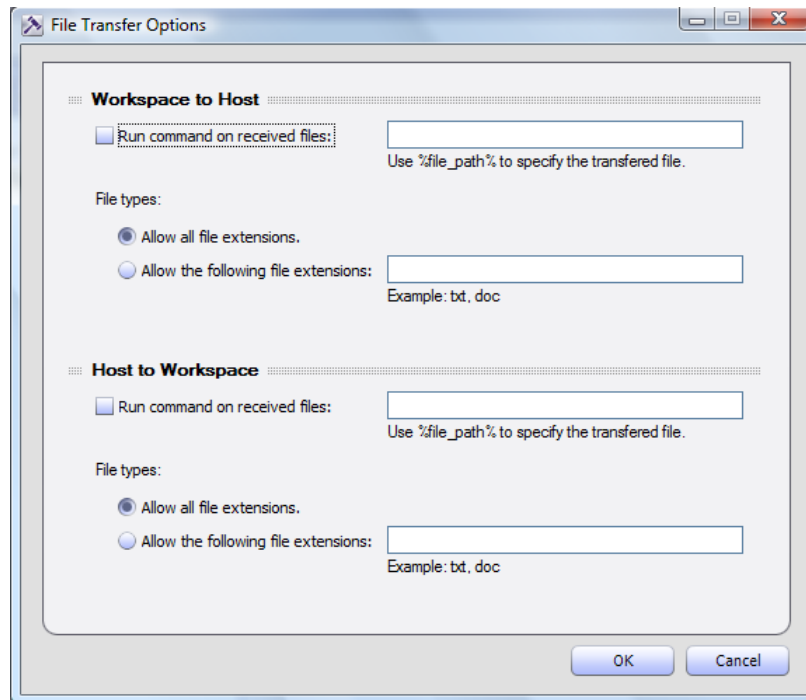 File Transfer Options
Workspace to Host
Run command on received files:
Use %file_path% to specify the transfered file.
File types:
Allow all file extensions.
Allow the following file extensions:
Example: txt, doc
Host to Workspace
Run command on received files:
Use %file_path% to specify the transfered file.
File types:
Allow all file extensions.
Allow the following file extensions:
Example: txt, doc
OK Cancel